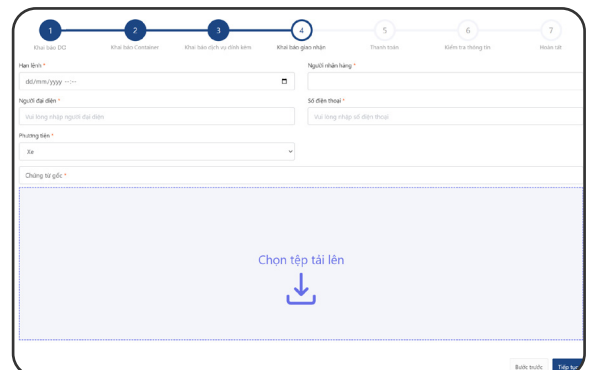 1 2 3 4 5 6 7
Khai báo DO Khai báo Container Khai báo dịch vụ đính kèm Khai báo giao nhận Thanh toán Kiểm tra thông tin Hoàn tất
Hạn lệnh * Người nhận hàng *
dd/mm/yyyy --:--
Người đại diện * Số điện thoại *
Vui lòng nhập người đại diện Vui lòng nhập số điện thoại
Phương tiện *
Xe
Chứng từ gốc *
Chọn tệp tải lên
Bước trước Tiếp tục